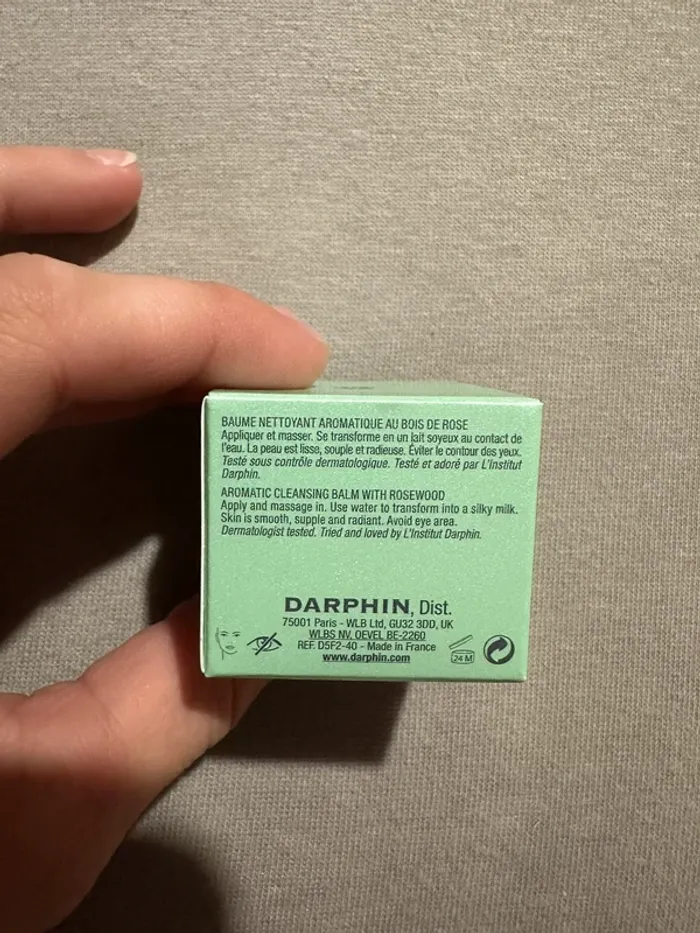 BAUME NETTOYANT AROMATIQUE AU BOIS DE ROSE
Appliquer et masser. Se transforme en un lait soyeux au contact de
l'eau. La peau est lisse, souple et radieuse. Éviter le contour des yeux.
Testé sous contrôle dermatologique. Testé et adoré par L'Institut
Darphin.
AROMATIC CLEANSING BALM WITH ROSEWOOD
Apply and massage in. Use water to transform into a silky milk.
Skin is smooth, supple and radiant. Avoid eye area.
Dermatologist tested. Tried and loved by L'Institut Darphin.
DARPHIN, Dist.
75001 Paris - WLB Ltd, GU32 3DD, UK
WLBS NV, OEVEL BE-2260
REF. D5F2-40 - Made in France
www.darphin.com
24 M